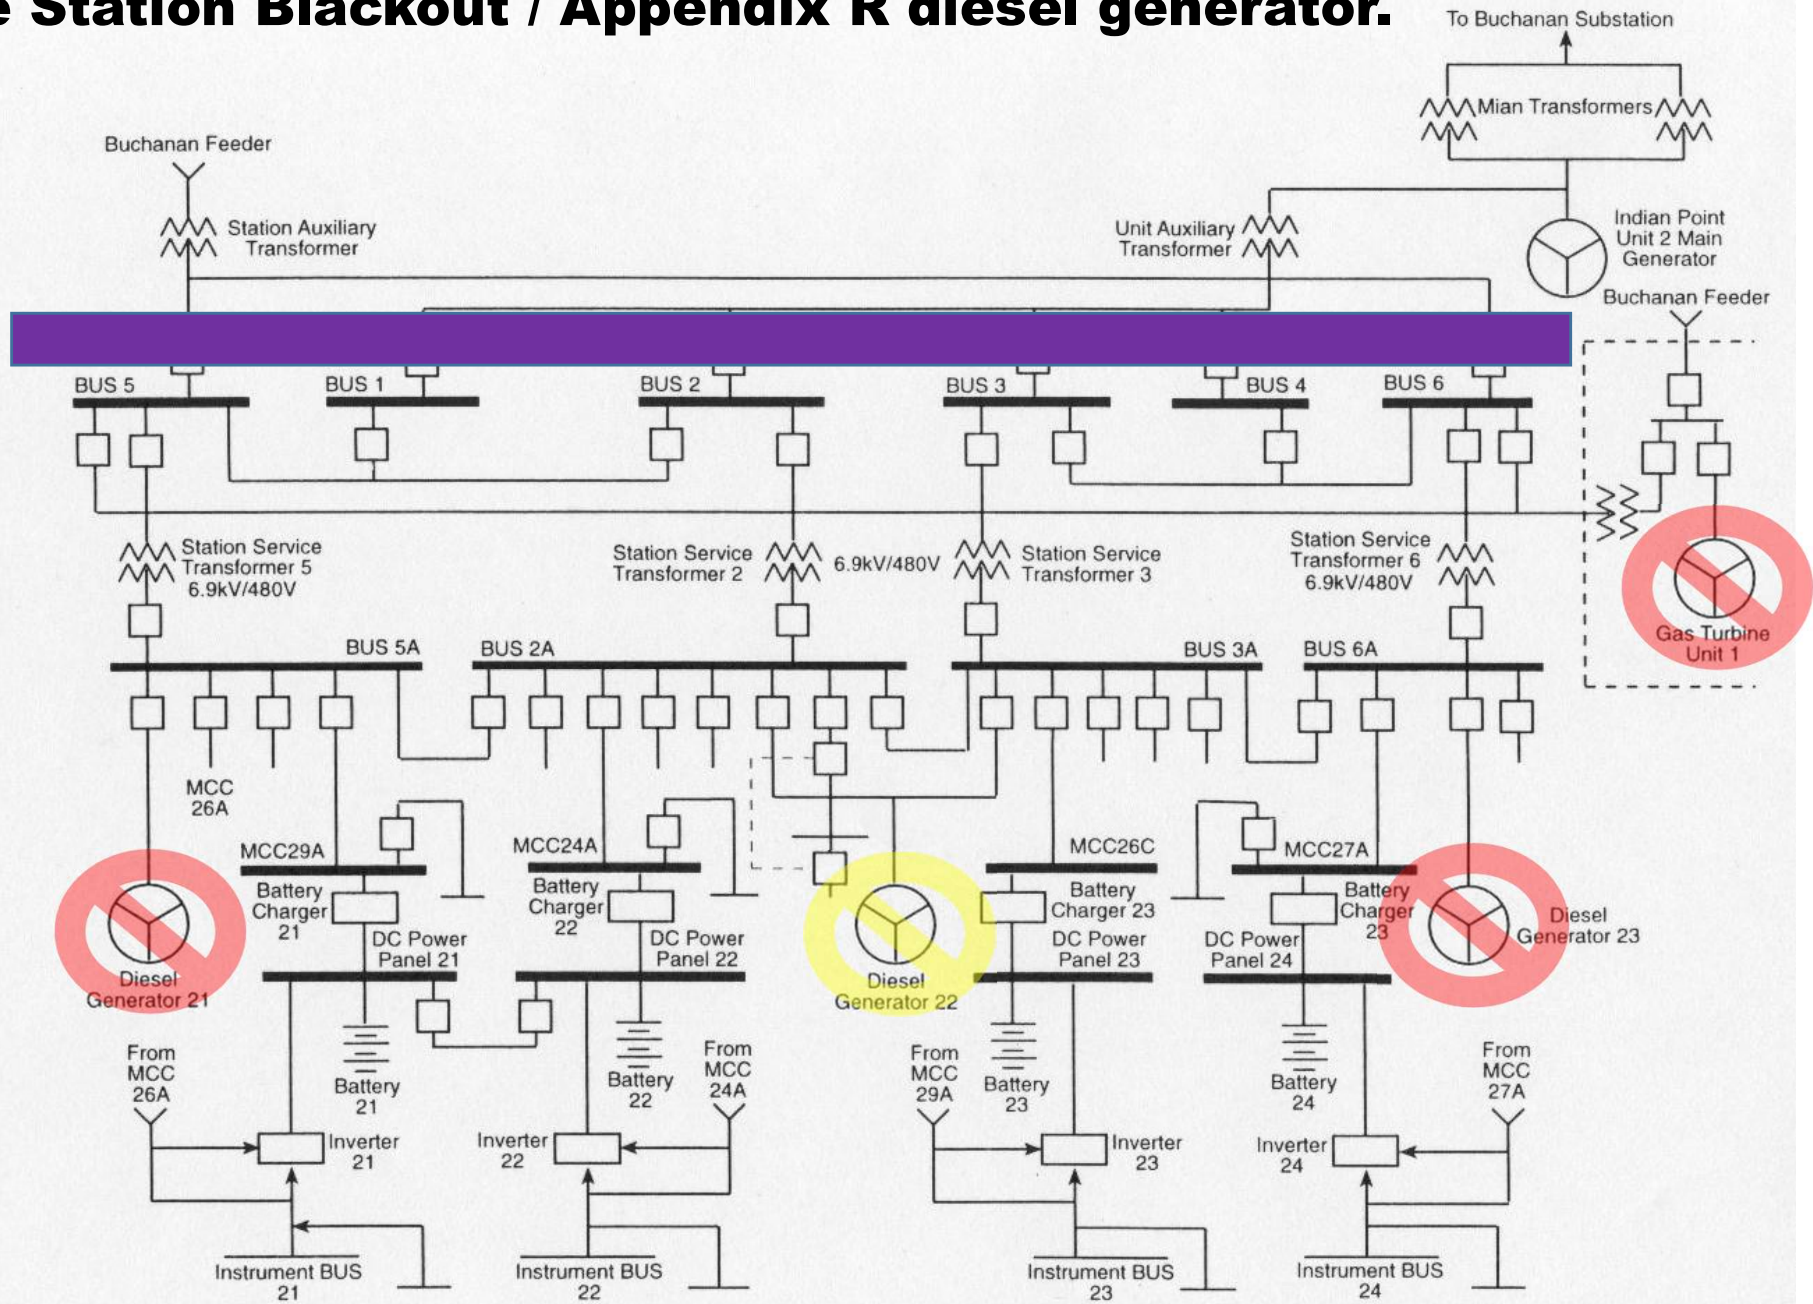 e Station Blackout / Appendix R diesel generator.
To Buchanan Substation
Mian Transformers
Buchanan Feeder
Station Auxiliary
Transformer
Unit Auxiliary
Transformer
Indian Point
Unit 2 Main
Generator
Buchanan Feeder
BUS 5
BUS 1
BUS 2
BUS 3
BUS 4
BUS 6
Station Service
Transformer 5
6.9kV/480V
Station Service
Transformer 2
6.9kV/480V
Station Service
Transformer 3
Station Service
Transformer 6
6.9kV/480V
Gas Turbine
Unit 1
BUS 5A
BUS 2A
BUS 3A
BUS 6A
MCC
26A
MCC29A
MCC24A
MCC26C
MCC27A
Battery
Charger
21
Battery
Charger
22
Battery
Charger 23
Battery
Charger
23
DC Power
Panel 21
DC Power
Panel 22
DC Power
Panel 23
DC Power
Panel 24
Diesel
Generator 21
Diesel
Generator 22
Diesel
Generator 23
From
MCC
26A
Battery
21
Battery
22
From
MCC
24A
From
MCC
29A
Battery
23
Battery
24
From
MCC
27A
Inverter
21
Inverter
22
Inverter
23
Inverter
24
Instrument BUS
21
Instrument BUS
22
Instrument BUS
23
Instrument BUS
24